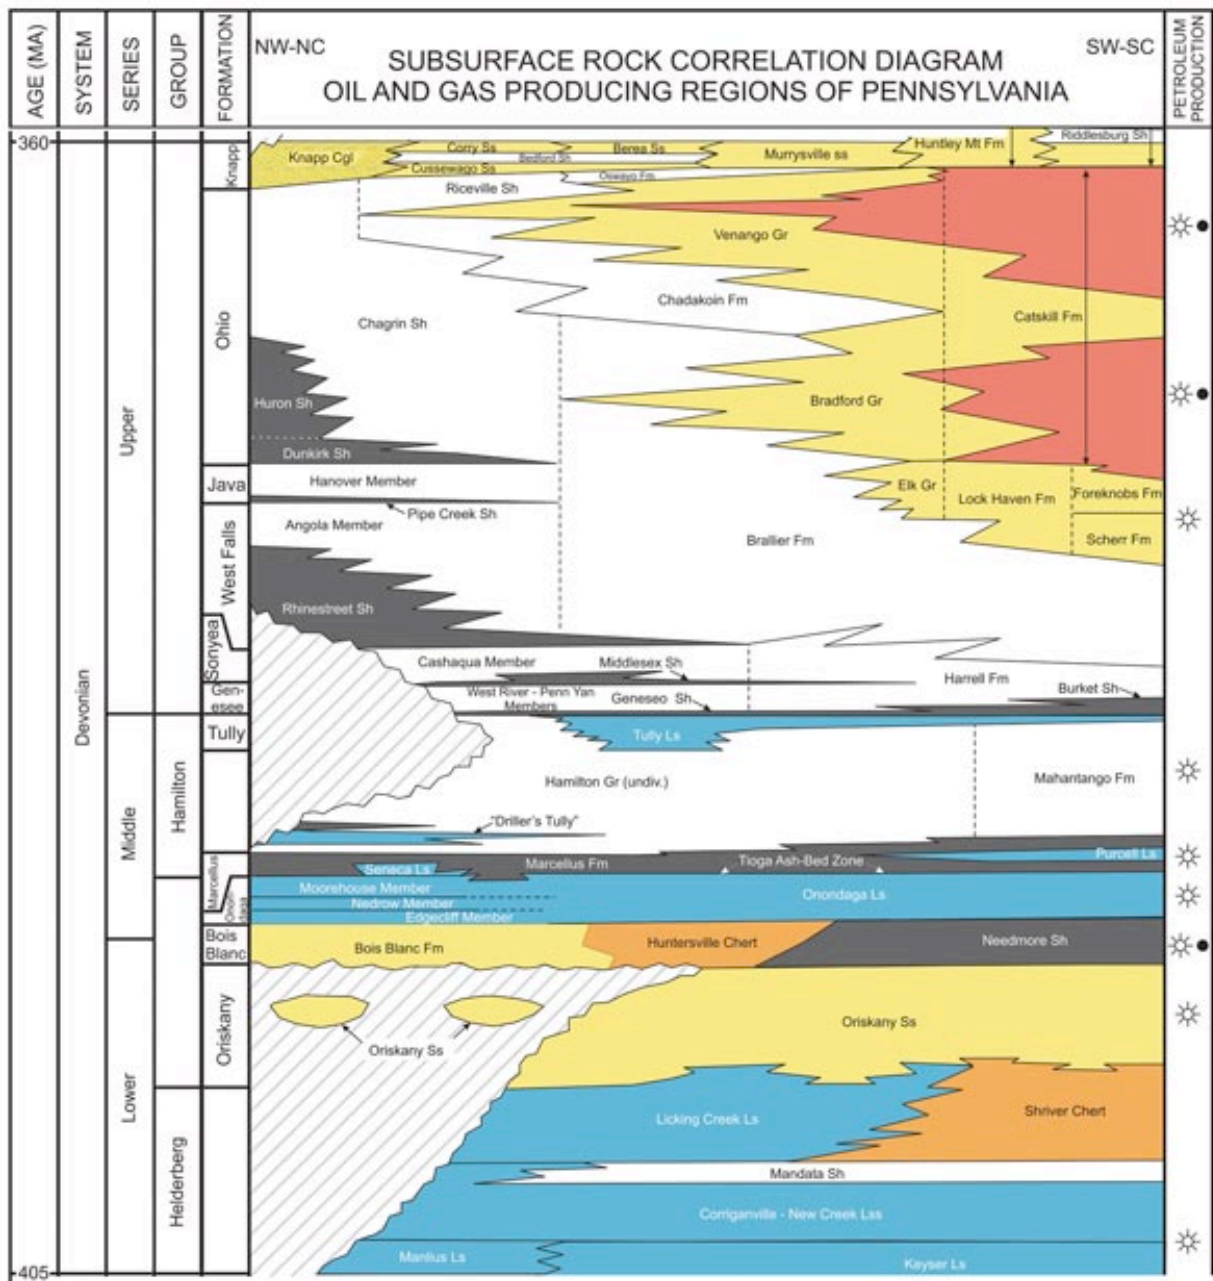 AGE (MA)
SYSTEM
SERIES
GROUP
FORMATION
NW-NC
SUBSURFACE ROCK CORRELATION DIAGRAM
OIL AND GAS PRODUCING REGIONS OF PENNSYLVANIA
SW-SC
PETROLEUM
PRODUCTION
360
405
Devonian
Upper
Middle
Lower
Hamilton
Helderberg
Knapp
Ohio
Java
West Falls
Sonyea
Gen-
esee
Tully
Marcellus
Onon-
daga
Bois
Blanc
Oriskany
Knapp Cgl
Corry Ss
Bedford Sh
Cussewago Ss
Berea Ss
Murrysville ss
Huntley Mt Fm
Riddlesburg Sh
Riceville Sh
Oswayo Fm
Venango Gr
Chadakoin Fm
Chagrin Sh
Catskill Fm
Huron Sh
Bradford Gr
Dunkirk Sh
Hanover Member
Pipe Creek Sh
Angola Member
Elk Gr
Lock Haven Fm
Foreknobs Fm
Scherr Fm
Brallier Fm
Rhinestreet Sh
Cashaqua Member
Middlesex Sh
Harrell Fm
West River - Penn Yan
Members
Geneseo Sh
Burket Sh
Tully Ls
Hamilton Gr (undiv.)
Mahantango Fm
"Driller's Tully"
Marcellus Fm
Tioga Ash-Bed Zone
Purcell Ls
Seneca Ls
Moorehouse Member
Nedrow Member
Edgecliff Member
Onondaga Ls
Bois Blanc Fm
Huntersville Chert
Needmore Sh
Oriskany Ss
Oriskany Ss
Licking Creek Ls
Shriver Chert
Mandata Sh
Corriganville - New Creek Lss
Manlius Ls
Keyser Ls